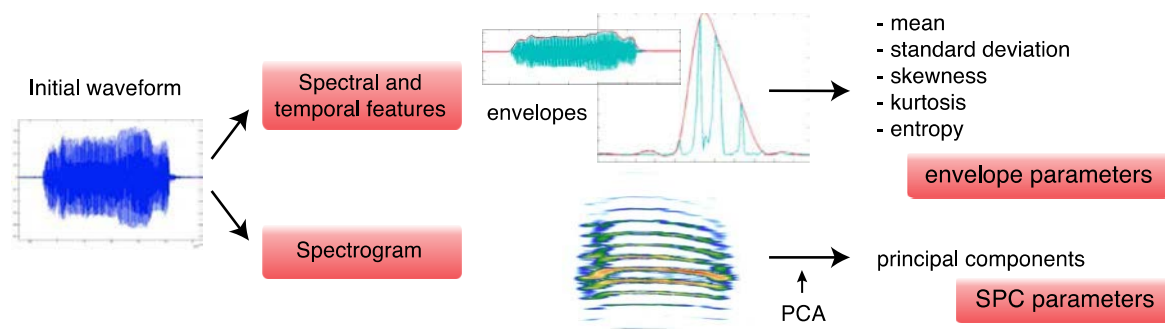 Initial waveform
Spectral and
temporal features
envelopes
- mean
- standard deviation
- skewness
- kurtosis
- entropy
envelope parameters
Spectrogram
PCA
principal components
SPC parameters